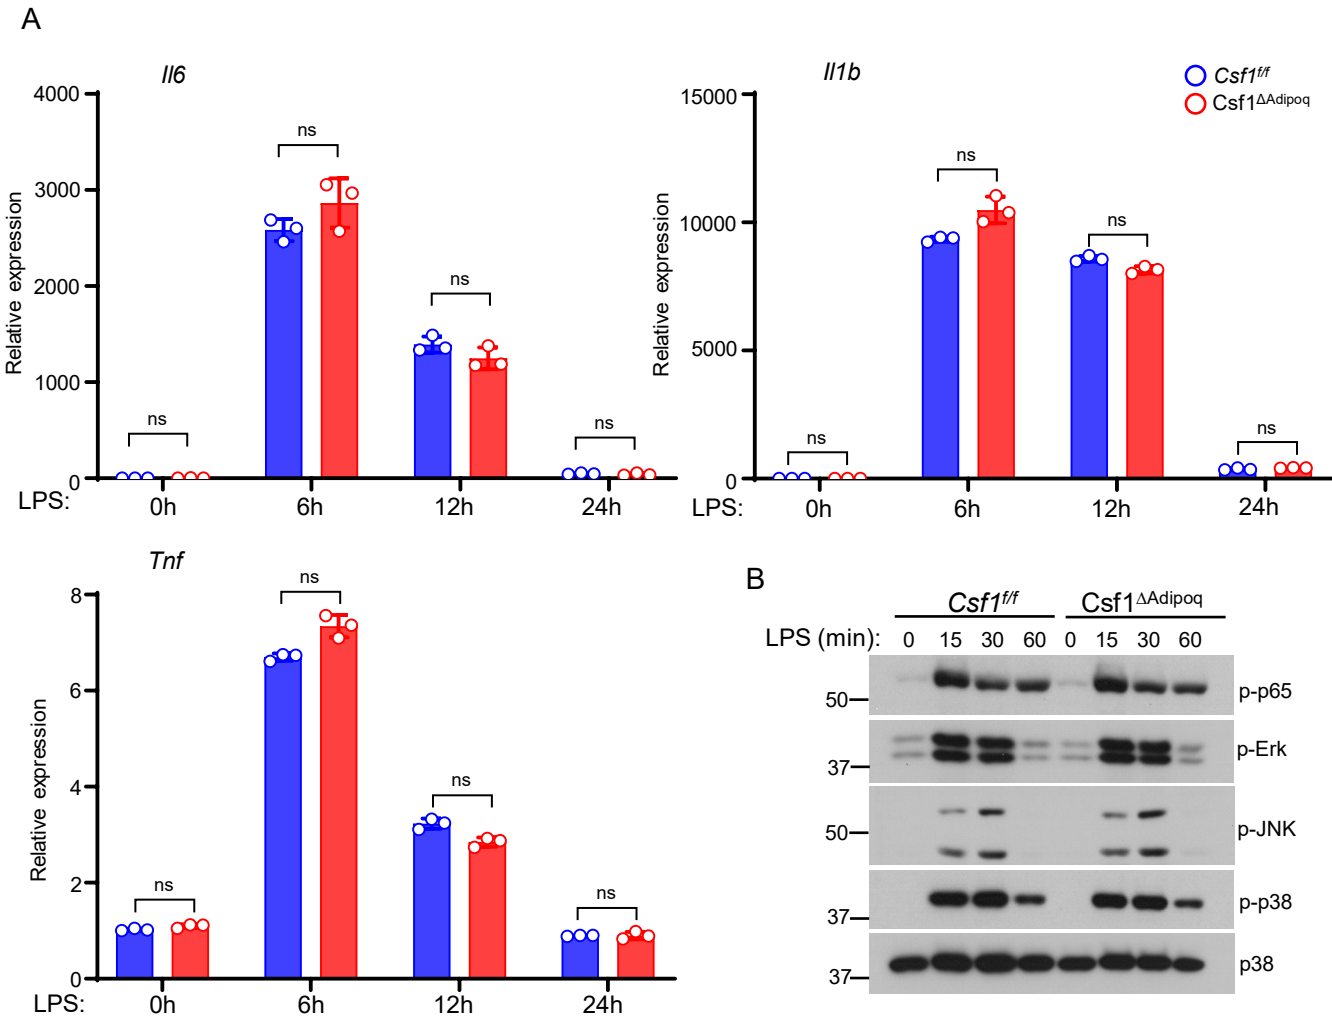 A
Il6
4000
3000
2000
1000
0
Relative expression
ns
ns
ns
ns
LPS:
0h
6h
12h
24h
Il1b
15000
10000
5000
0
Relative expression
ns
ns
ns
ns
LPS:
0h
6h
12h
24h
Csf1f/f
Csf1ΔAdipoq
Tnf
8
6
4
2
0
Relative expression
ns
ns
ns
ns
LPS:
0h
6h
12h
24h
B
Csf1f/f Csf1ΔAdipoq
LPS (min): 0 15 30 60 0 15 30 60
50 p-p65
37 p-Erk
50 p-JNK
37 p-p38
37 p38